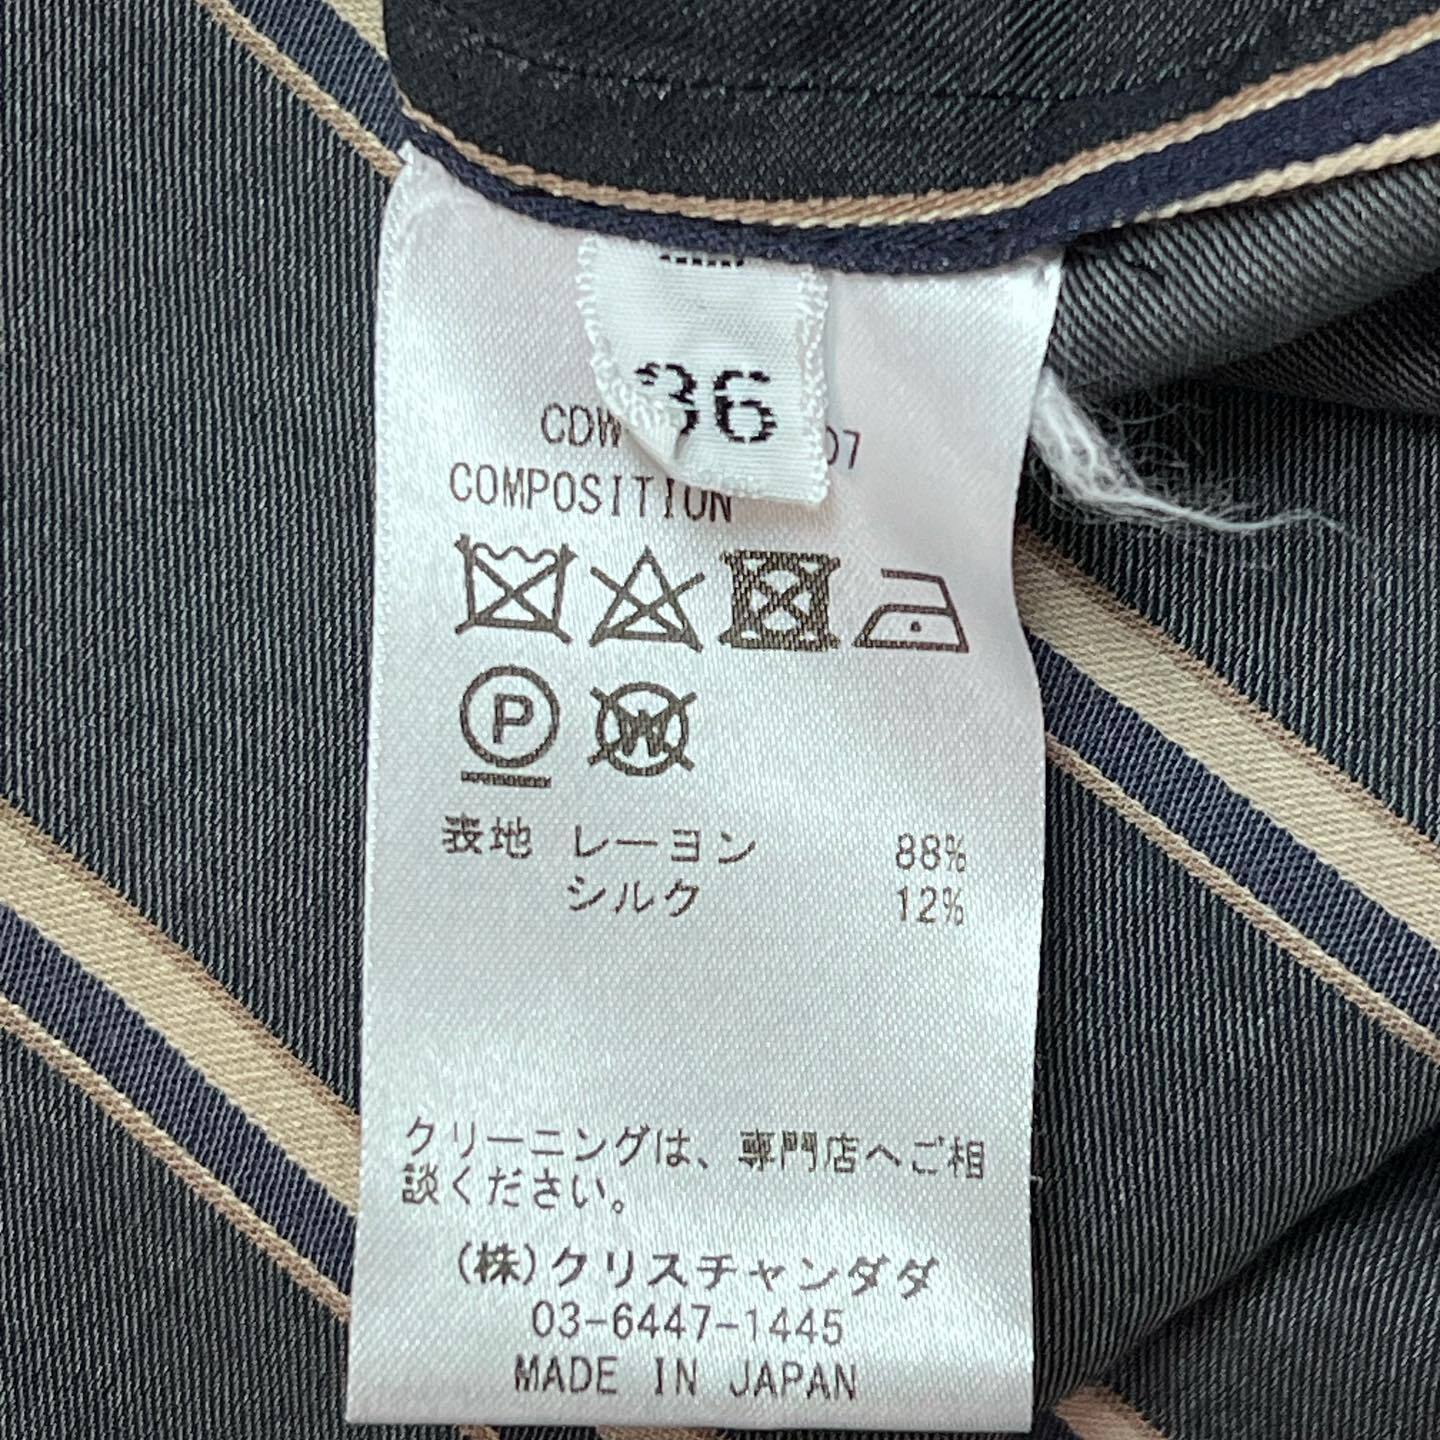 36
COMPOSITION
P
W
表地 レーヨン 88%
シルク 12%
クリーニングは、専門店へご相
談ください。
(株)クリスチャンダダ
03-6447-1445
MADE IN JAPAN